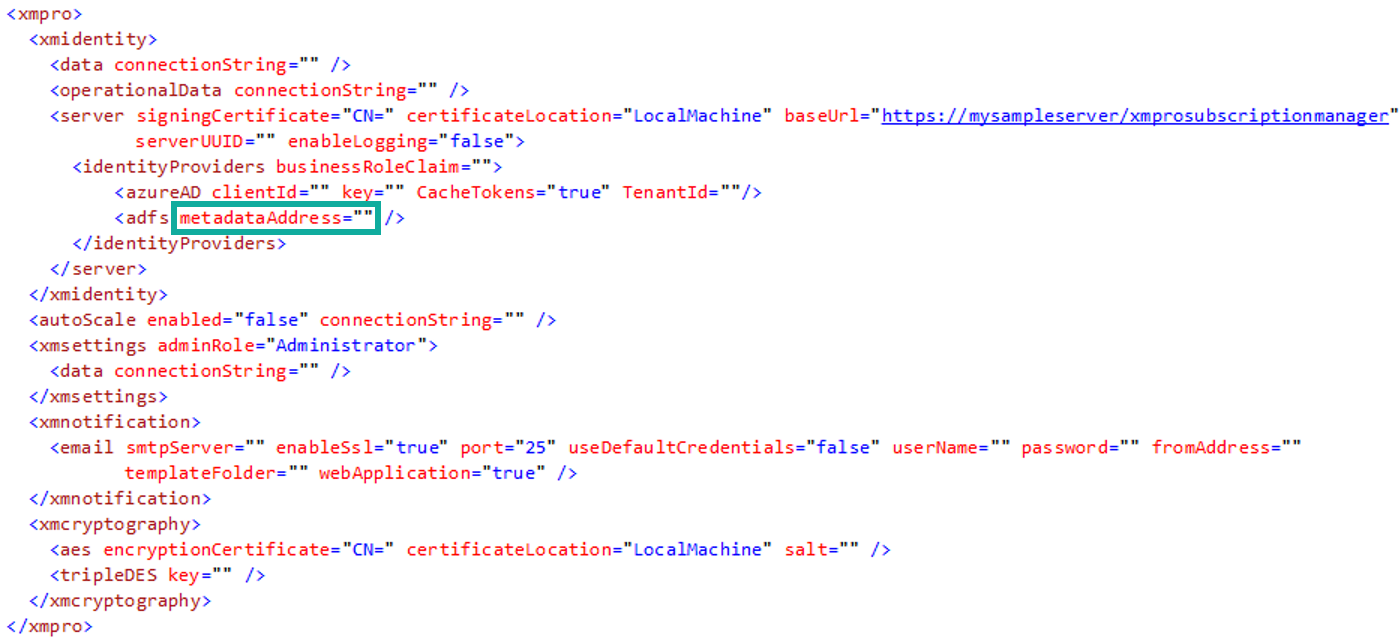 <xmpro>
<xmidentity>
<data connectionString="" />
<operationalData connectionString="" />
<server signingCertificate="CN=" certificateLocation="LocalMachine" baseUrl="https://mysampleserver/xmprosubscriptionmanager"
serverUUID="" enableLogging="false">
<identityProviders businessRoleClaim="">
<azureAD clientId="" key="" CacheTokens="true" TenantId=""/>
<adfs metadataAddress="" />
</identityProviders>
</server>
</xmidentity>
<autoScale enabled="false" connectionString="" />
<xmsettings adminRole="Administrator">
<data connectionString="" />
</xmsettings>
<xmnotification>
<email smtpServer="" enableSsl="true" port="25" useDefaultCredentials="false" userName="" password="" fromAddress=""
templateFolder="" webApplication="true" />
</xmnotification>
<xmcryptography>
<aes encryptionCertificate="CN=" certificateLocation="LocalMachine" salt="" />
<tripleDES key="" />
</xmcryptography>
</xmpro>